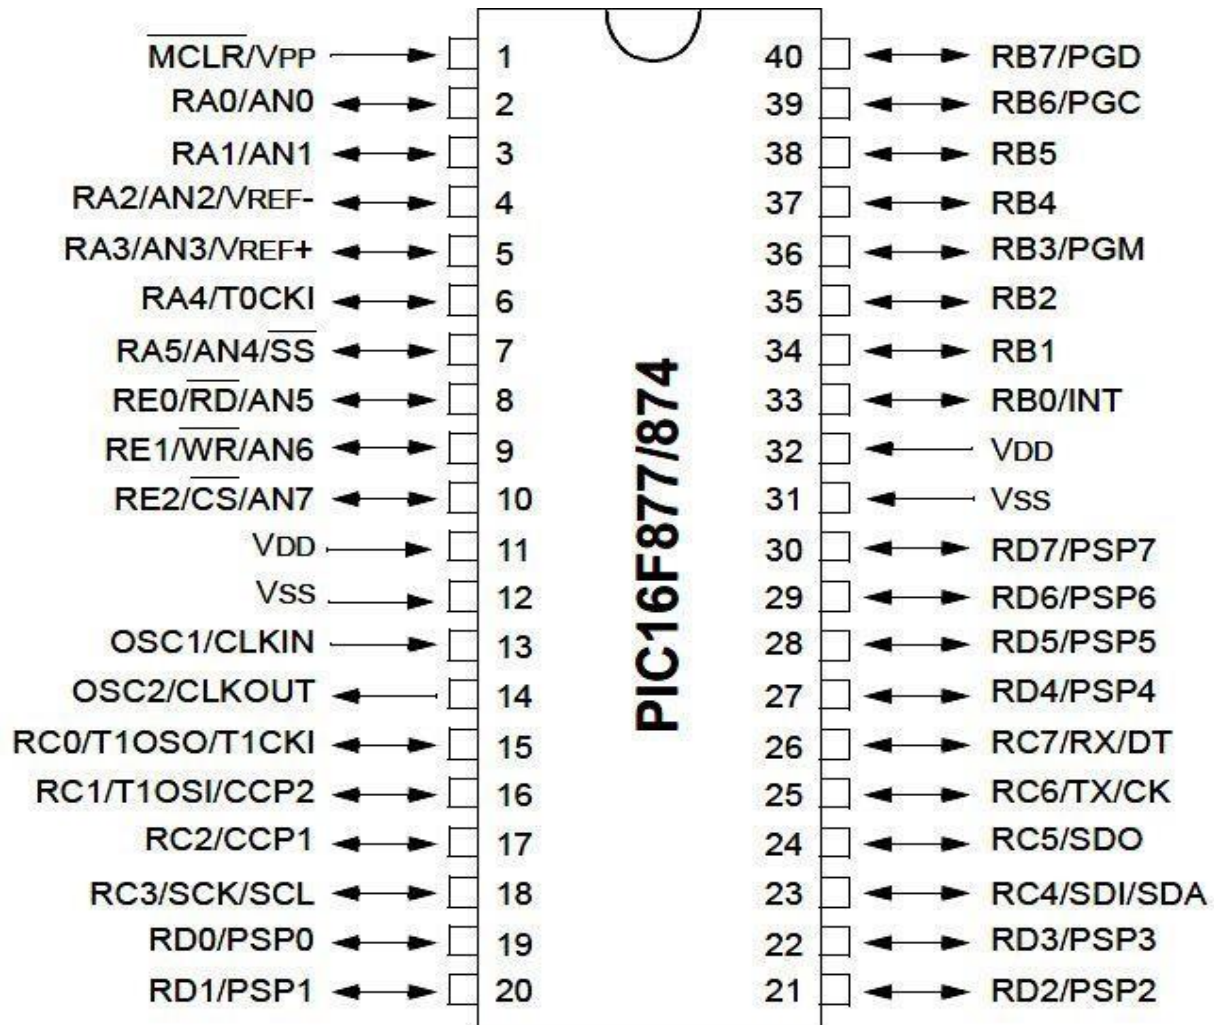 M̅C̅L̅R̅/VPP 1 40 RB7/PGD
RA0/AN0 2 39 RB6/PGC
RA1/AN1 3 38 RB5
RA2/AN2/VREF- 4 37 RB4
RA3/AN3/VREF+ 5 36 RB3/PGM
RA4/T0CKI 6 35 RB2
RA5/AN4/S̅S̅ 7 34 RB1
RE0/R̅D̅/AN5 8 33 RB0/INT
RE1/W̅R̅/AN6 9 32 VDD
RE2/C̅S̅/AN7 10 31 VSS
VDD 11 30 RD7/PSP7
VSS 12 29 RD6/PSP6
OSC1/CLKIN 13 28 RD5/PSP5
OSC2/CLKOUT 14 27 RD4/PSP4
RC0/T1OSO/T1CKI 15 26 RC7/RX/DT
RC1/T1OSI/CCP2 16 25 RC6/TX/CK
RC2/CCP1 17 24 RC5/SDO
RC3/SCK/SCL 18 23 RC4/SDI/SDA
RD0/PSP0 19 22 RD3/PSP3
RD1/PSP1 20 21 RD2/PSP2
PIC16F877/874